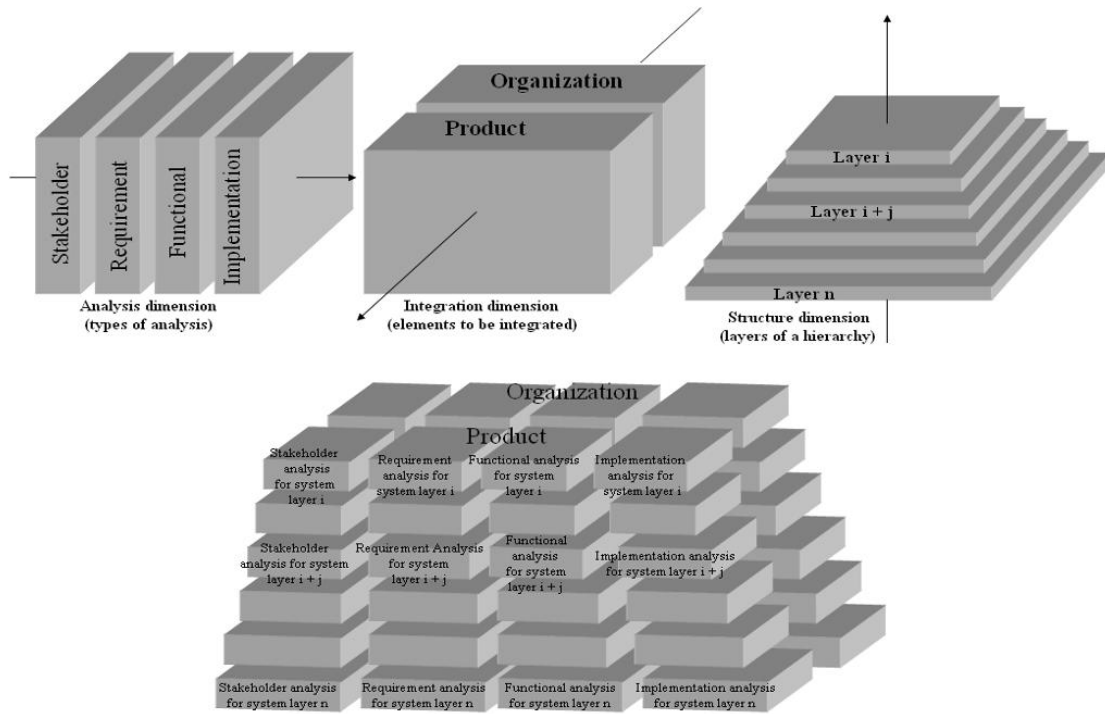 Stakeholder
Requirement
Functional
Implementation
Analysis dimension
(types of analysis)
Organization
Product
Integration dimension
(elements to be integrated)
Layer i
Layer i + j
Layer n
Structure dimension
(layers of a hierarchy)
Organization
Product
Stakeholder
analysis
for system
layer i
Requirement
analysis for
system layer i
Functional analysis
for system
layer i
Implementation
analysis for
system layer i
Stakeholder
analysis for system
layer i + j
Requirement Analysis
for system
layer i + j
Functional
analysis
for system
layer i + j
Implementation analysis
for system layer i + j
Stakeholder analysis
for system layer n
Requirement analysis
for system layer n
Functional analysis
for system layer n
Implementation analysis
for system layer n